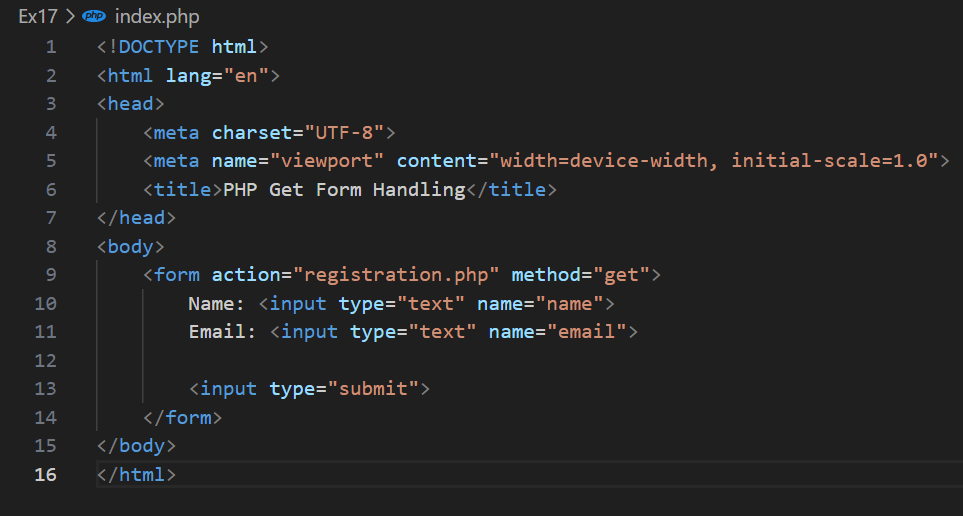 Ex17 > php index.php
1 <!DOCTYPE html>
2 <html lang="en">
3 <head>
4     <meta charset="UTF-8">
5     <meta name="viewport" content="width=device-width, initial-scale=1.0">
6     <title>PHP Get Form Handling</title>
7 </head>
8 <body>
9     <form action="registration.php" method="get">
10         Name: <input type="text" name="name">
11         Email: <input type="text" name="email">
12
13         <input type="submit">
14     </form>
15 </body>
16 </html>